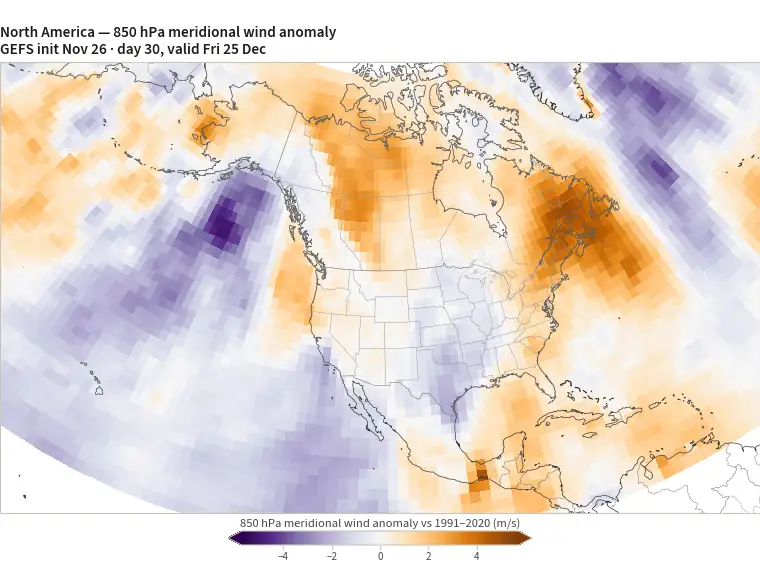 North America — 850 hPa meridional wind anomaly
GEFS init Nov 26 · day 30, valid Fri 25 Dec
850 hPa meridional wind anomaly vs 1991–2020 (m/s)
−4 −2 0 2 4